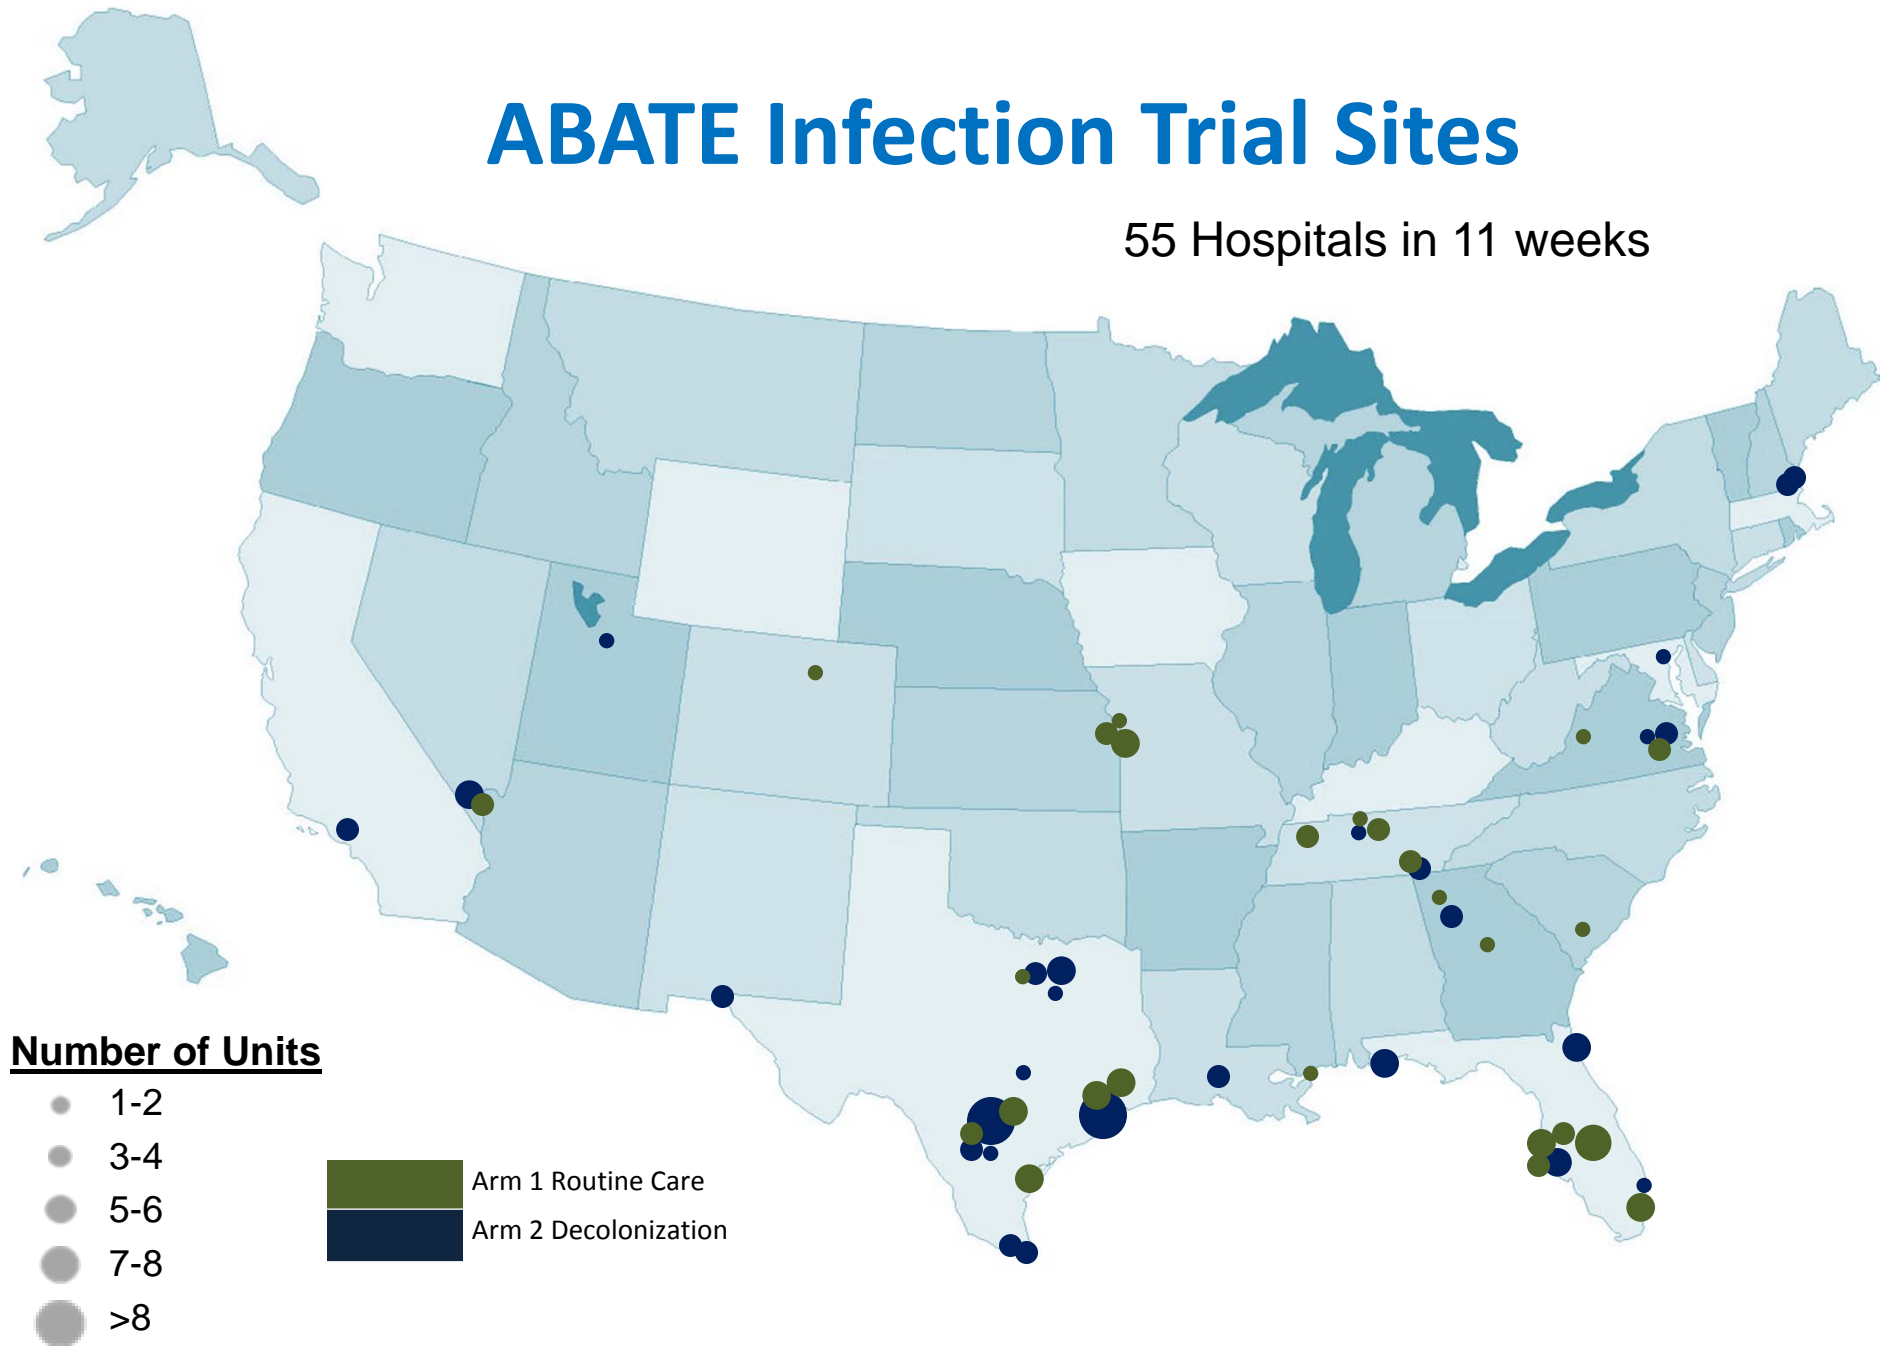 ABATE Infection Trial Sites
55 Hospitals in 11 weeks
Number of Units
1-2
3-4
5-6
7-8
>8
Arm 1 Routine Care
Arm 2 Decolonization